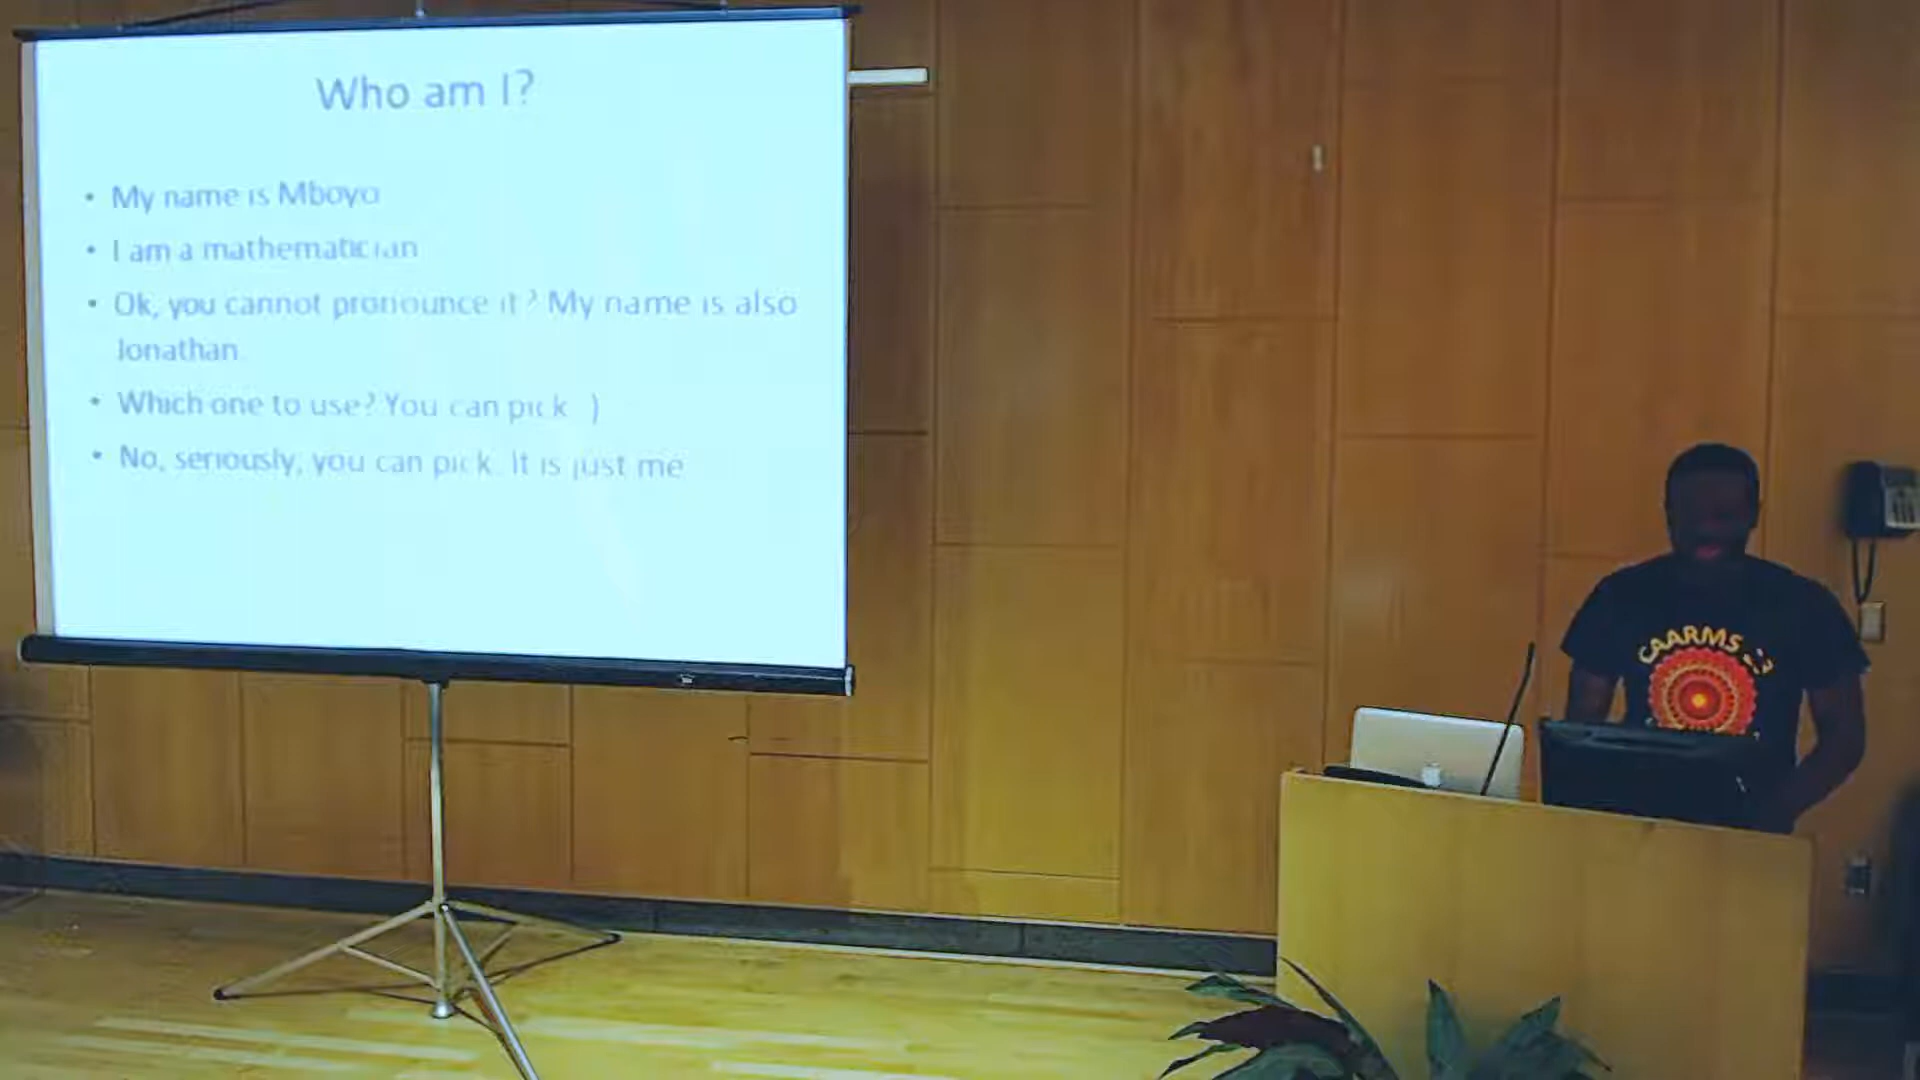 Who am I?
• My name is Mboyo
• I am a mathematician
• Ok, you cannot pronounce it? My name is also
Jonathan
• Which one to use? You can pick :)
• No, seriously, you can pick. It is just me
CAARMS 23